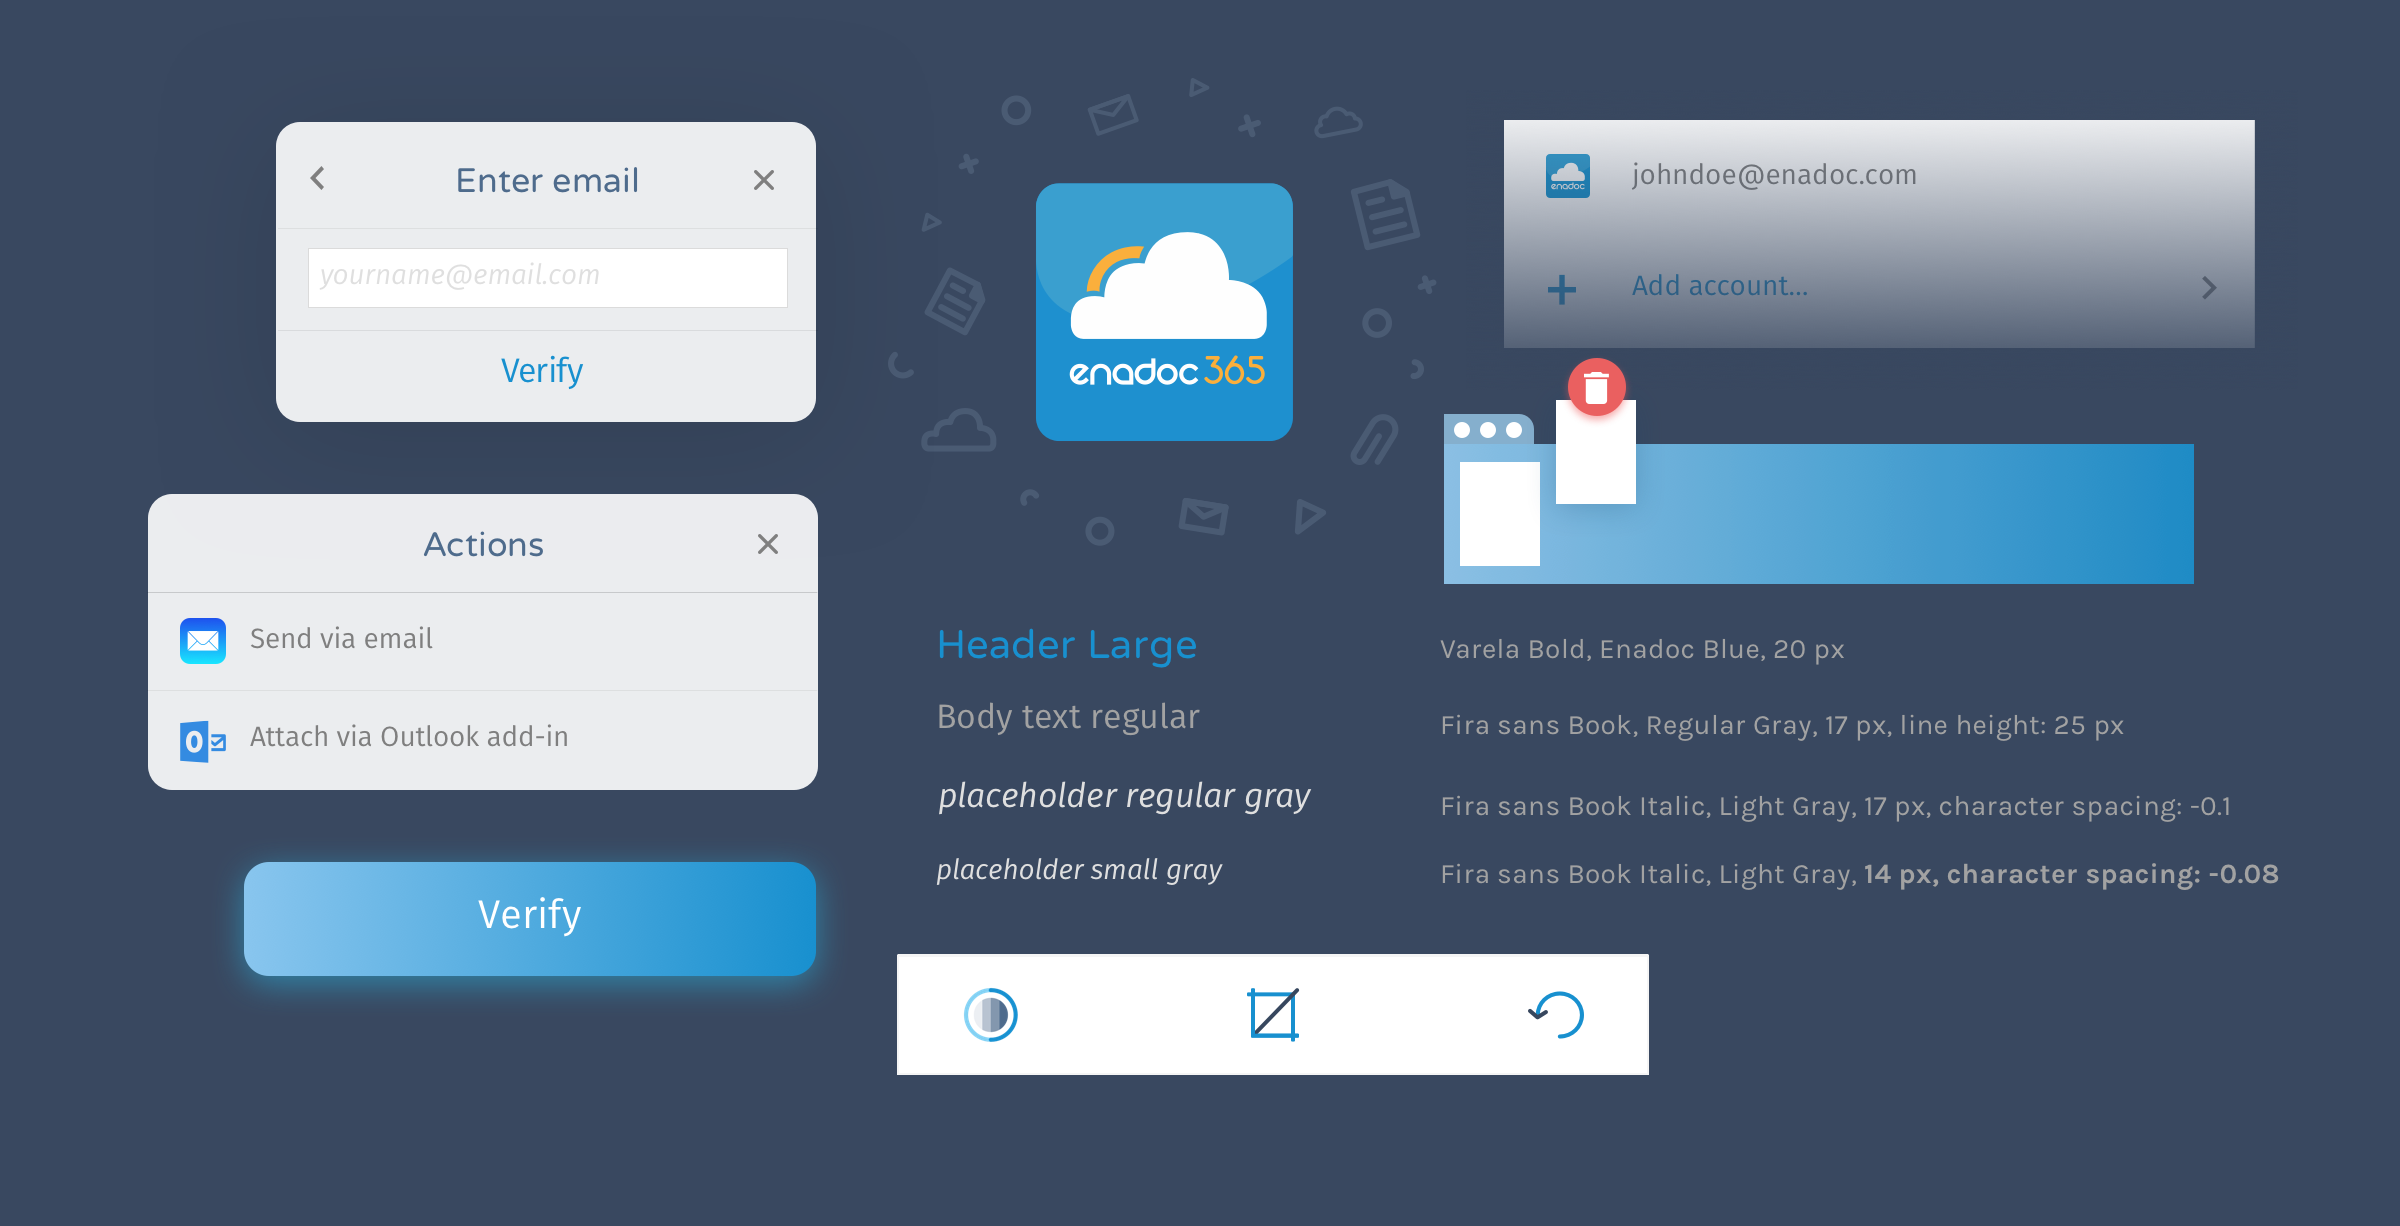 Enter email
yourname@email.com
Verify
Actions
Send via email
Attach via Outlook add-in
Verify
enadoc 365
johndoe@enadoc.com
enadoc
Add account...
Header Large
Varela Bold, Enadoc Blue, 20 px
Body text regular
Fira sans Book, Regular Gray, 17 px, line height: 25 px
placeholder regular gray
Fira sans Book Italic, Light Gray, 17 px, character spacing: -0.1
placeholder small gray
Fira sans Book Italic, Light Gray, 14 px, character spacing: -0.08